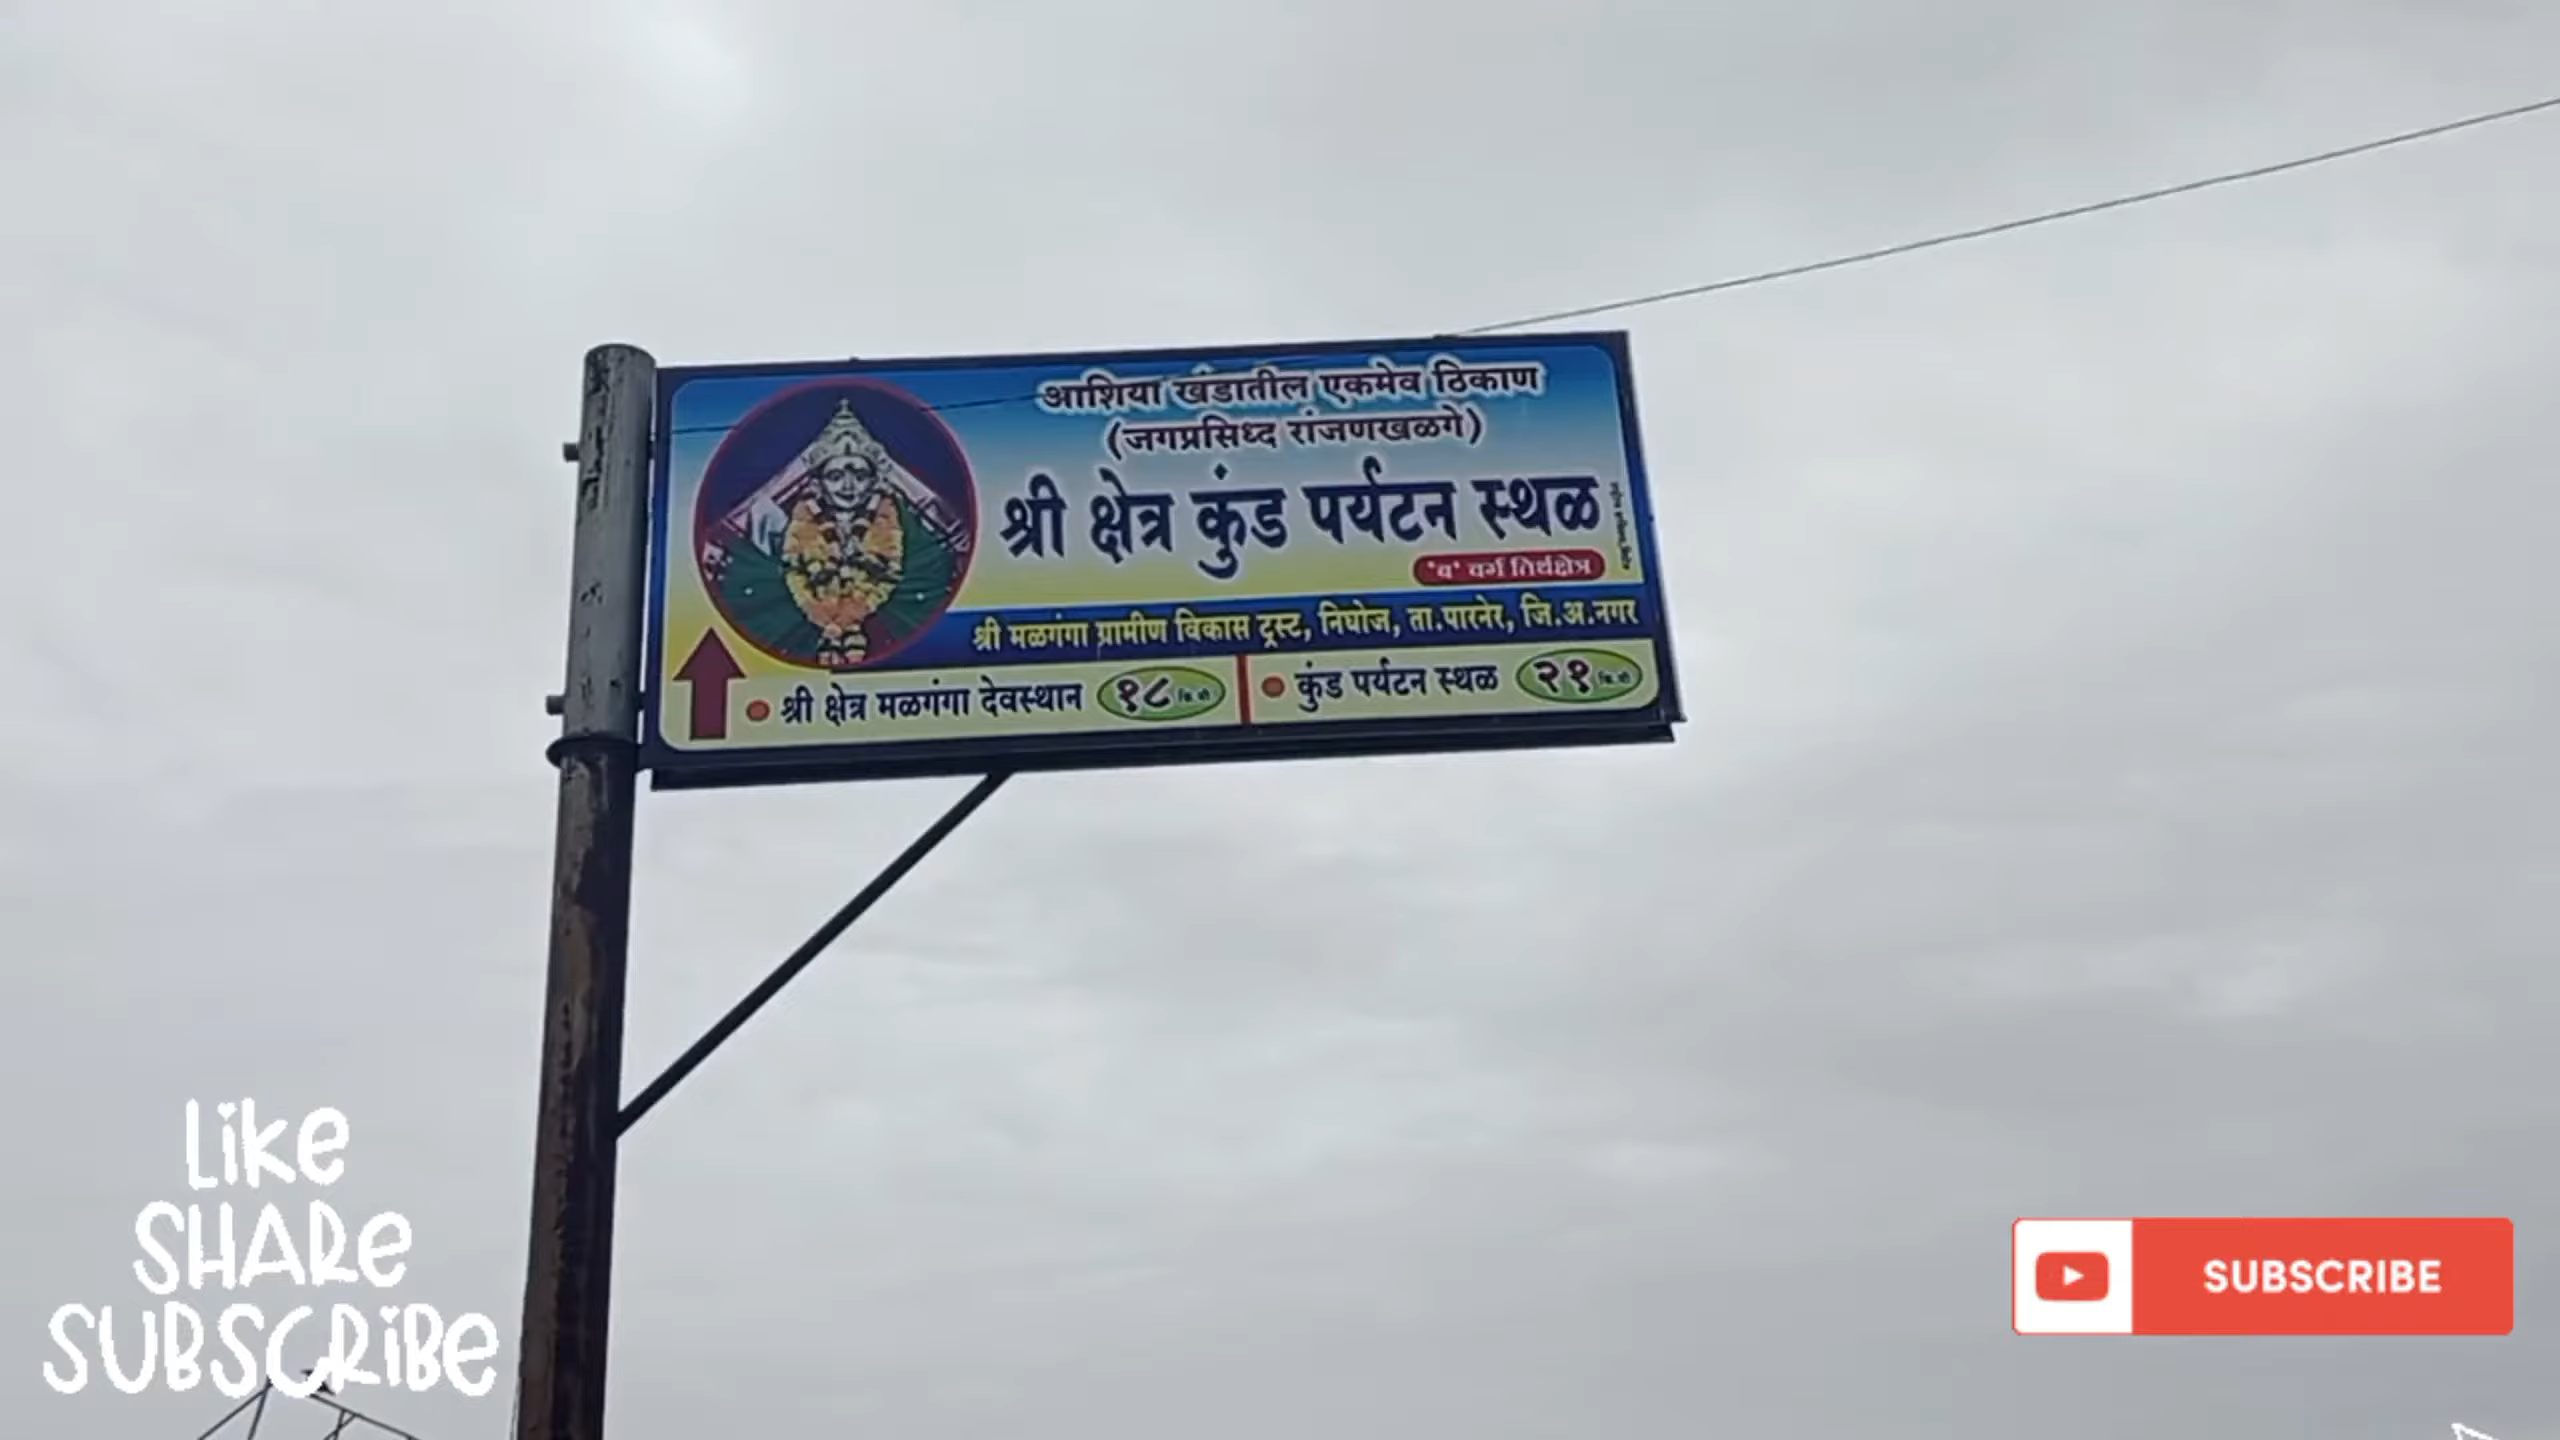 आशिया खंडातील एकमेव ठिकाण
(जगप्रसिध्द रांजणखळगे)
श्री क्षेत्र कुंड पर्यटन स्थळ
'ब' वर्ग तिर्थक्षेत्र
श्री मळगंगा ग्रामीण विकास ट्रस्ट, निघोज, ता.पारनेर, जि.अ.नगर
श्री क्षेत्र मळगंगा देवस्थान १८ कि.मी
कुंड पर्यटन स्थळ २१ कि.मी
Like
SHARe
SUBSCRiBe
SUBSCRIBE